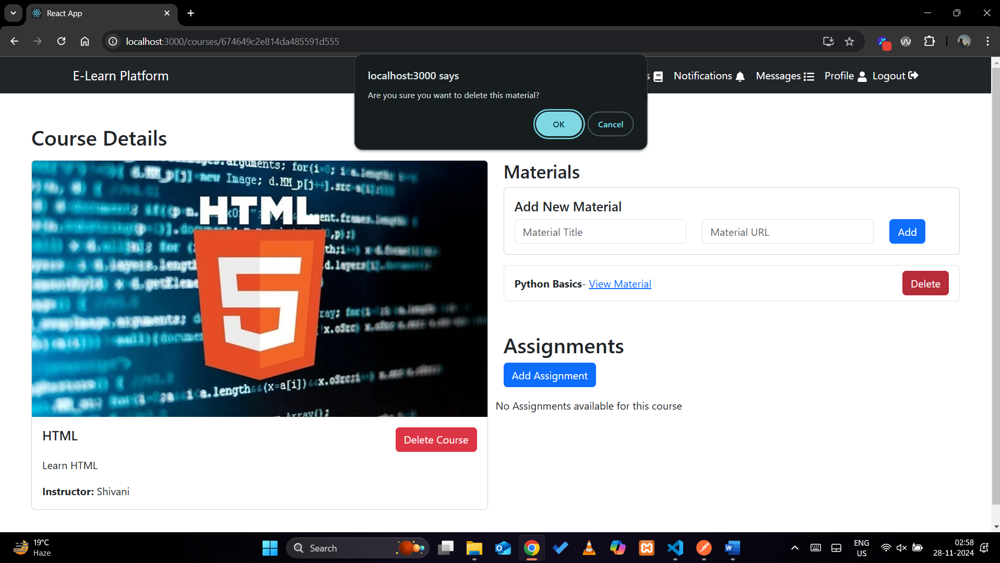 React App
localhost:3000/courses/674649c2e814da485591d555
E-Learn Platform
s
Notifications
Messages
Profile
Logout
localhost:3000 says
Are you sure you want to delete this material?
OK
Cancel
Course Details
HTML
5
HTML
Delete Course
Learn HTML
Instructor: Shivani
Materials
Add New Material
Material Title
Material URL
Add
Python Basics- View Material
Delete
Assignments
Add Assignment
No Assignments available for this course
19°C
Haze
Search
ENG
US
02:58
28-11-2024